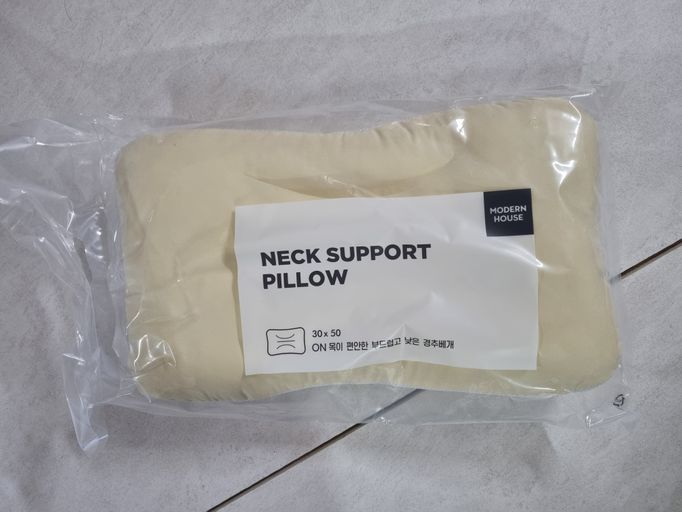 MODERN
HOUSE
NECK SUPPORT
PILLOW
30 x 50
ON 목이 편안한 부드럽고 낮은 경추베개